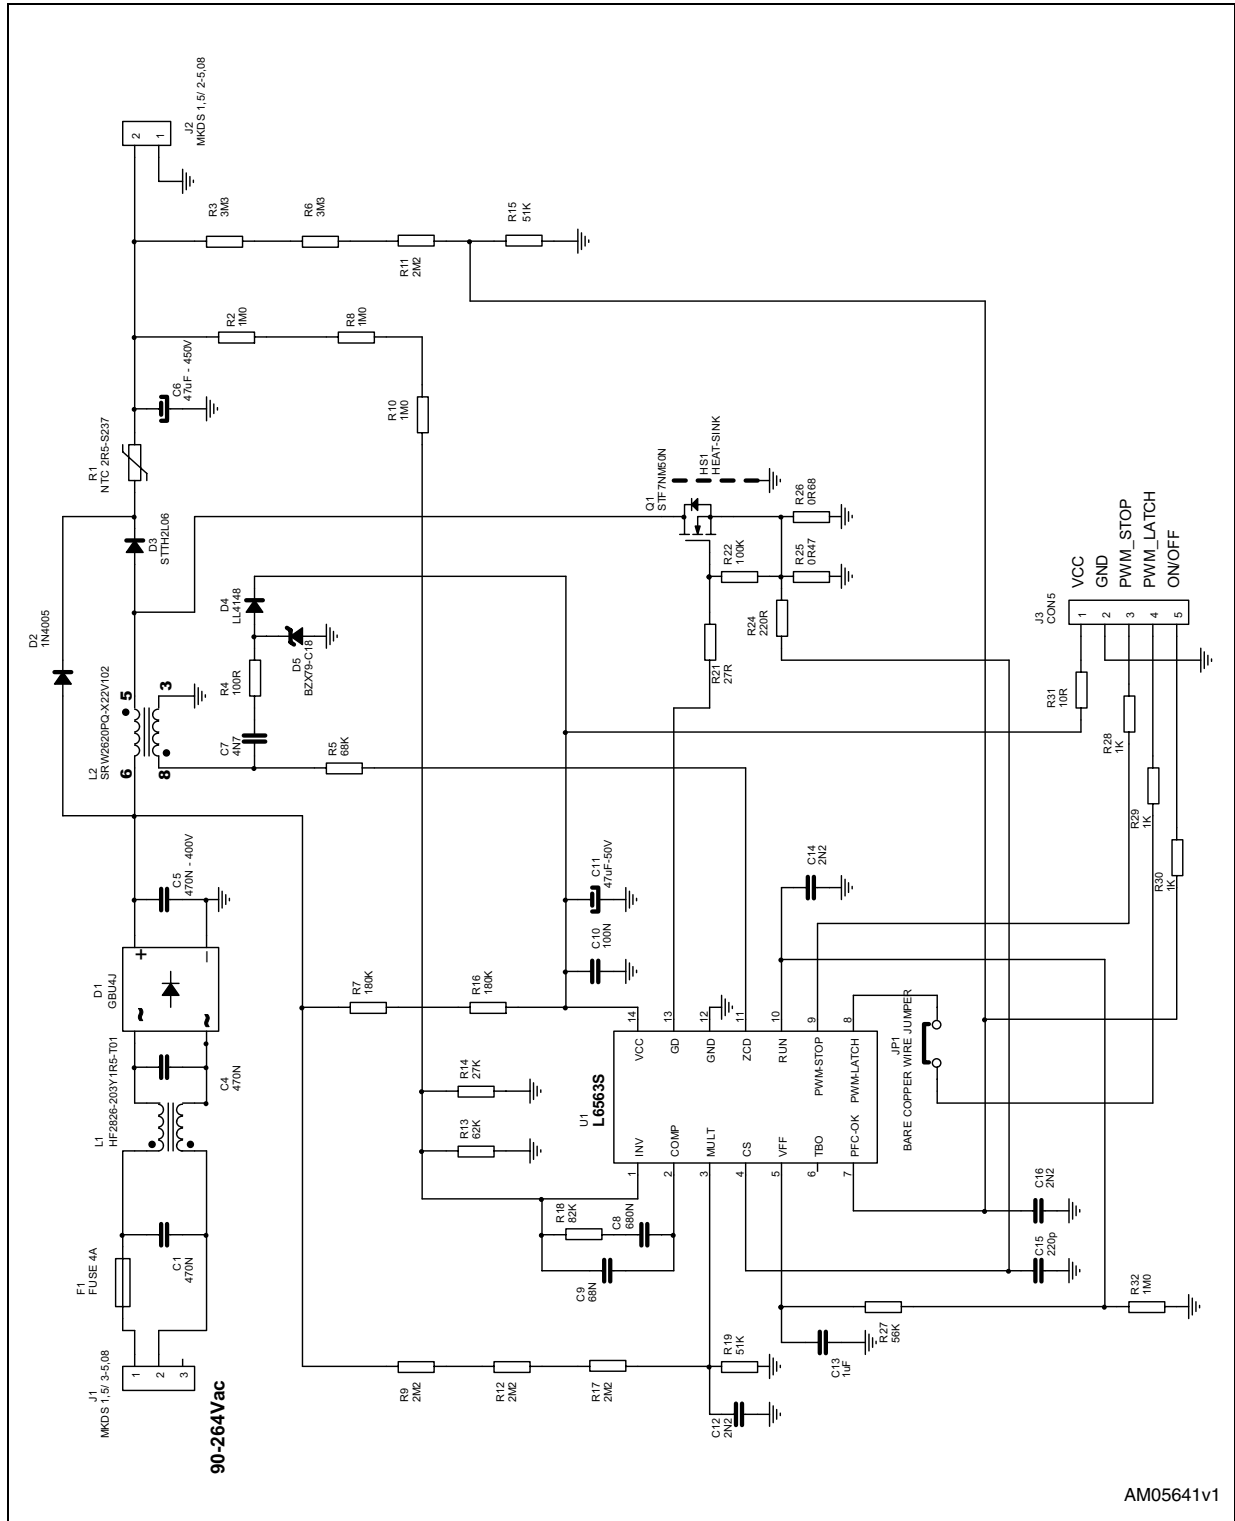 J2
MKDS 1,5/ 2-5,08
2
1
R3
3M3
R6
3M3
R11
2M2
R15
51K
R2
1M0
R8
1M0
R10
1M0
C6
47uF - 450V
R1
NTC 2R5-S237
D3
STTH2L06
D2
1N4005
Q1
STF7NM50N
HS1
HEAT-SINK
R22
100K
R25
0R47
R26
0R68
R24
220R
R21
27R
D4
LL4148
D5
BZX79-C18
R4
100R
C7
4N7
R5
68K
L2
SRW2620PQ-X22V102
5
3
6
8
J3
CON5
1
2
3
4
5
VCC
GND
PWM_STOP
PWM_LATCH
ON/OFF
R31
10R
R28
1K
R29
1K
R30
1K
C5
470N - 400V
D1
GBU4J
+
–
~
~
C4
470N
L1
HF2826-203Y1R5-T01
C1
470N
F1
FUSE 4A
J1
MKDS 1,5/ 3-5,08
1
2
3
90-264Vac
C11
47uF-50V
C10
100N
C14
2N2
R7
180K
R16
180K
R14
27K
R13
62K
U1
L6563S
14
13
12
11
10
9
8
VCC
GD
GND
ZCD
RUN
PWM-STOP
PWM-LATCH
INV
COMP
MULT
CS
VFF
TBO
PFC-OK
1
2
3
4
5
6
7
JP1
BARE COPPER WIRE JUMPER
R18
82K
C8
680N
C9
68N
R9
2M2
R12
2M2
R17
2M2
R19
51K
C12
2N2
C13
1uF
R27
56K
R32
1M0
C15
220p
C16
2N2
AM05641v1